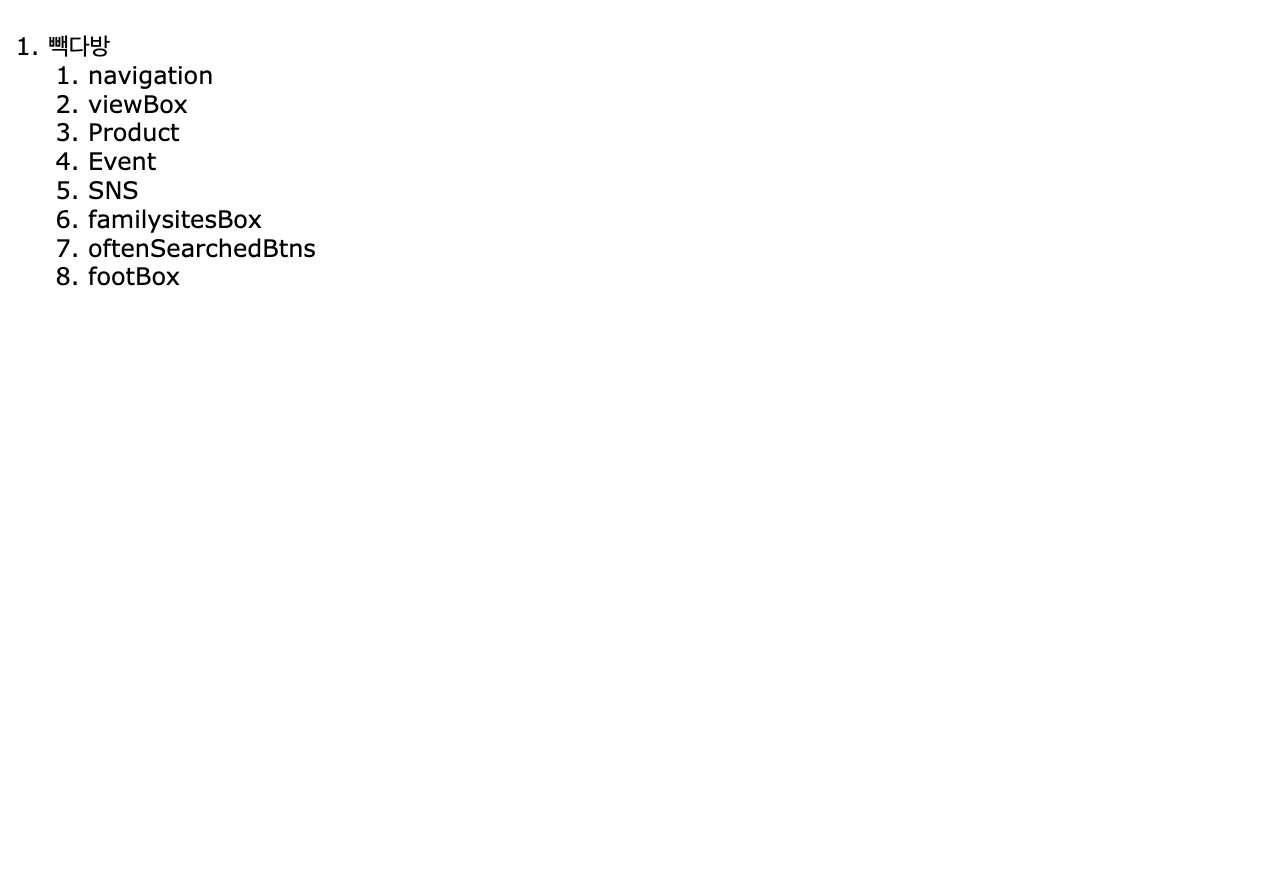 1. 빽다방
1. navigation
2. viewBox
3. Product
4. Event
5. SNS
6. familysitesBox
7. oftenSearchedBtns
8. footBox